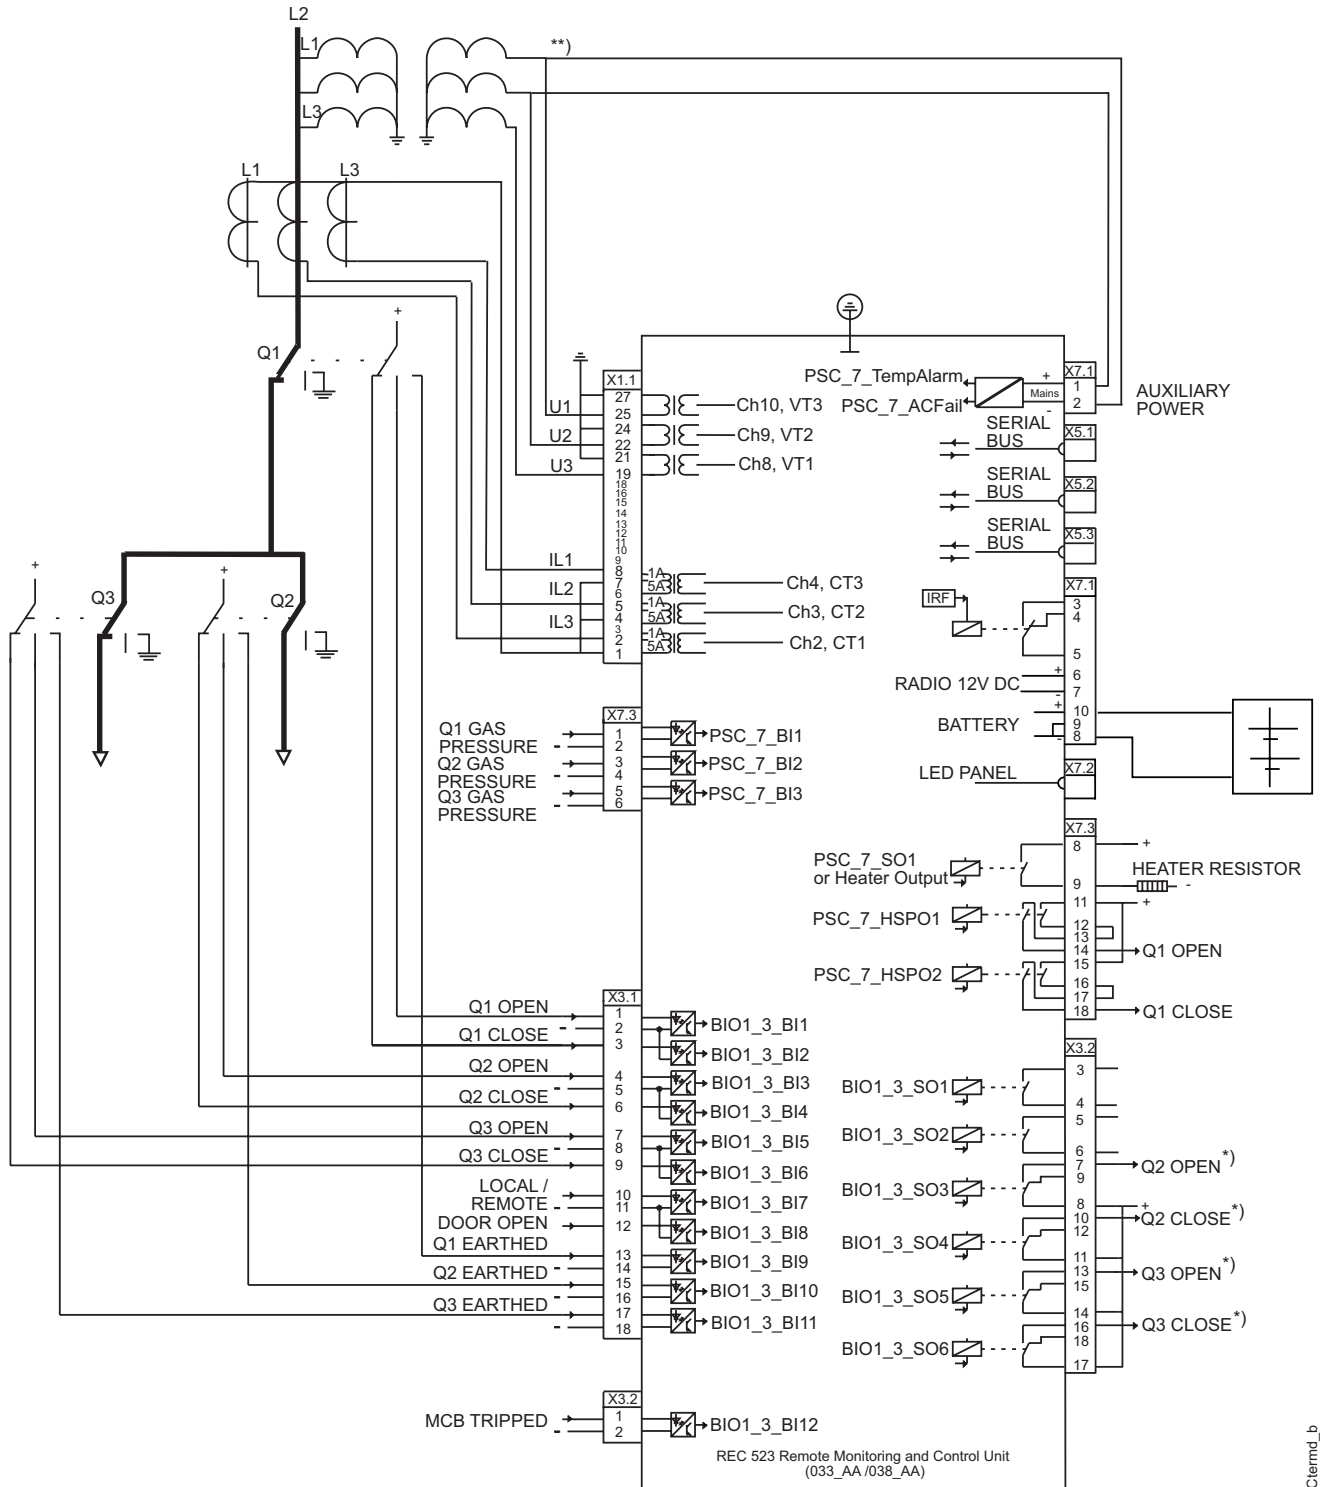 L2
L1
**)
L3
L1
L3
+
Q1
X1.1
27
25
24
22
21
19
18
16
15
14
13
12
11
10
9
8
7
6
5
4
3
2
1
U1
U2
U3
IL1
IL2
IL3
Ch10, VT3
Ch9, VT2
Ch8, VT1
1A
5A
Ch4, CT3
1A
5A
Ch3, CT2
1A
5A
Ch2, CT1
PSC_7_TempAlarm
PSC_7_ACFail
+
Mains
-
X7.1
1
2
AUXILIARY
POWER
SERIAL
BUS
X5.1
SERIAL
BUS
X5.2
SERIAL
BUS
X5.3
IRF
X7.1
3
4
5
RADIO 12V DC
+
-
6
7
BATTERY
+
-
10
9
8
LED PANEL
X7.2
+
Q3
+
Q2
Q1 GAS
PRESSURE
Q2 GAS
PRESSURE
Q3 GAS
PRESSURE
-
-
-
X7.3
1
2
3
4
5
6
PSC_7_BI1
PSC_7_BI2
PSC_7_BI3
X7.3
PSC_7_SO1
or Heater Output
8
+
9
HEATER RESISTOR
-
PSC_7_HSPO1
11
+
12
13
14
Q1 OPEN
PSC_7_HSPO2
15
16
17
18
Q1 CLOSE
X3.1
Q1 OPEN
1
- 2
Q1 CLOSE
3
Q2 OPEN
4
- 5
Q2 CLOSE
6
Q3 OPEN
7
- 8
Q3 CLOSE
9
LOCAL /
REMOTE
10
- 11
DOOR OPEN
12
Q1 EARTHED
13
- 14
Q2 EARTHED
15
- 16
Q3 EARTHED
17
- 18
BIO1_3_BI1
BIO1_3_BI2
BIO1_3_BI3
BIO1_3_BI4
BIO1_3_BI5
BIO1_3_BI6
BIO1_3_BI7
BIO1_3_BI8
BIO1_3_BI9
BIO1_3_BI10
BIO1_3_BI11
X3.2
BIO1_3_SO1
3
4
BIO1_3_SO2
5
6
BIO1_3_SO3
7
Q2 OPEN*)
9
8
+
BIO1_3_SO4
10
Q2 CLOSE*)
12
11
BIO1_3_SO5
13
Q3 OPEN*)
15
14
BIO1_3_SO6
16
Q3 CLOSE*)
18
17
X3.2
MCB TRIPPED
1
- 2
BIO1_3_BI12
REC 523 Remote Monitoring and Control Unit
(033_AA /038_AA)
Ctermd_b